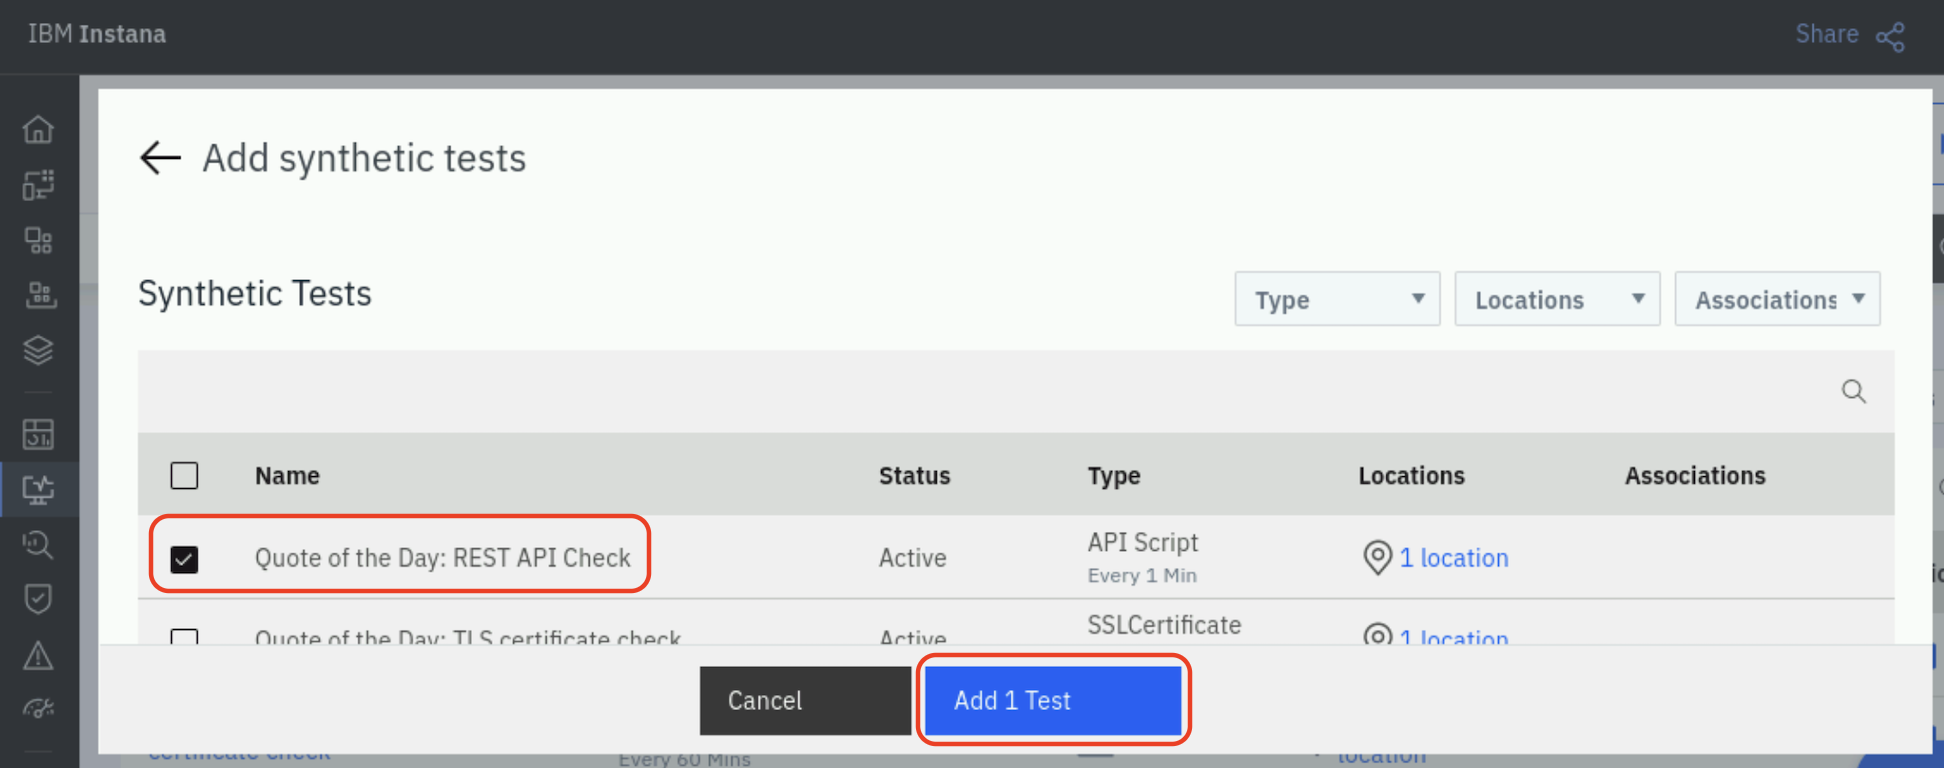 IBM Instana
Share
Add synthetic tests
Synthetic Tests
Type
Locations
Associations
Name Status Type Locations Associations
Quote of the Day: REST API Check Active API Script 1 location
Every 1 Min
Quote of the Day: TLS certificate check Active SSLCertificate 1 location
Cancel
Add 1 Test
certificate check Every 60 Mins location